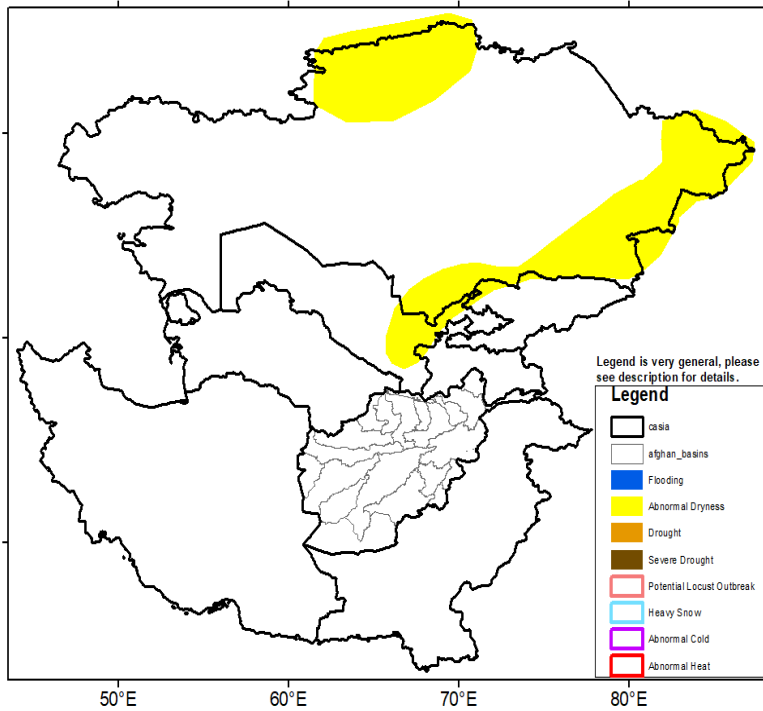 Legend is very general, please
see description for details.
Legend
casia
afghan_basins
Flooding
Abnormal Dryness
Drought
Severe Drought
Potential Locust Outbreak
Heavy Snow
Abnormal Cold
Abnormal Heat
50°E 60°E 70°E 80°E